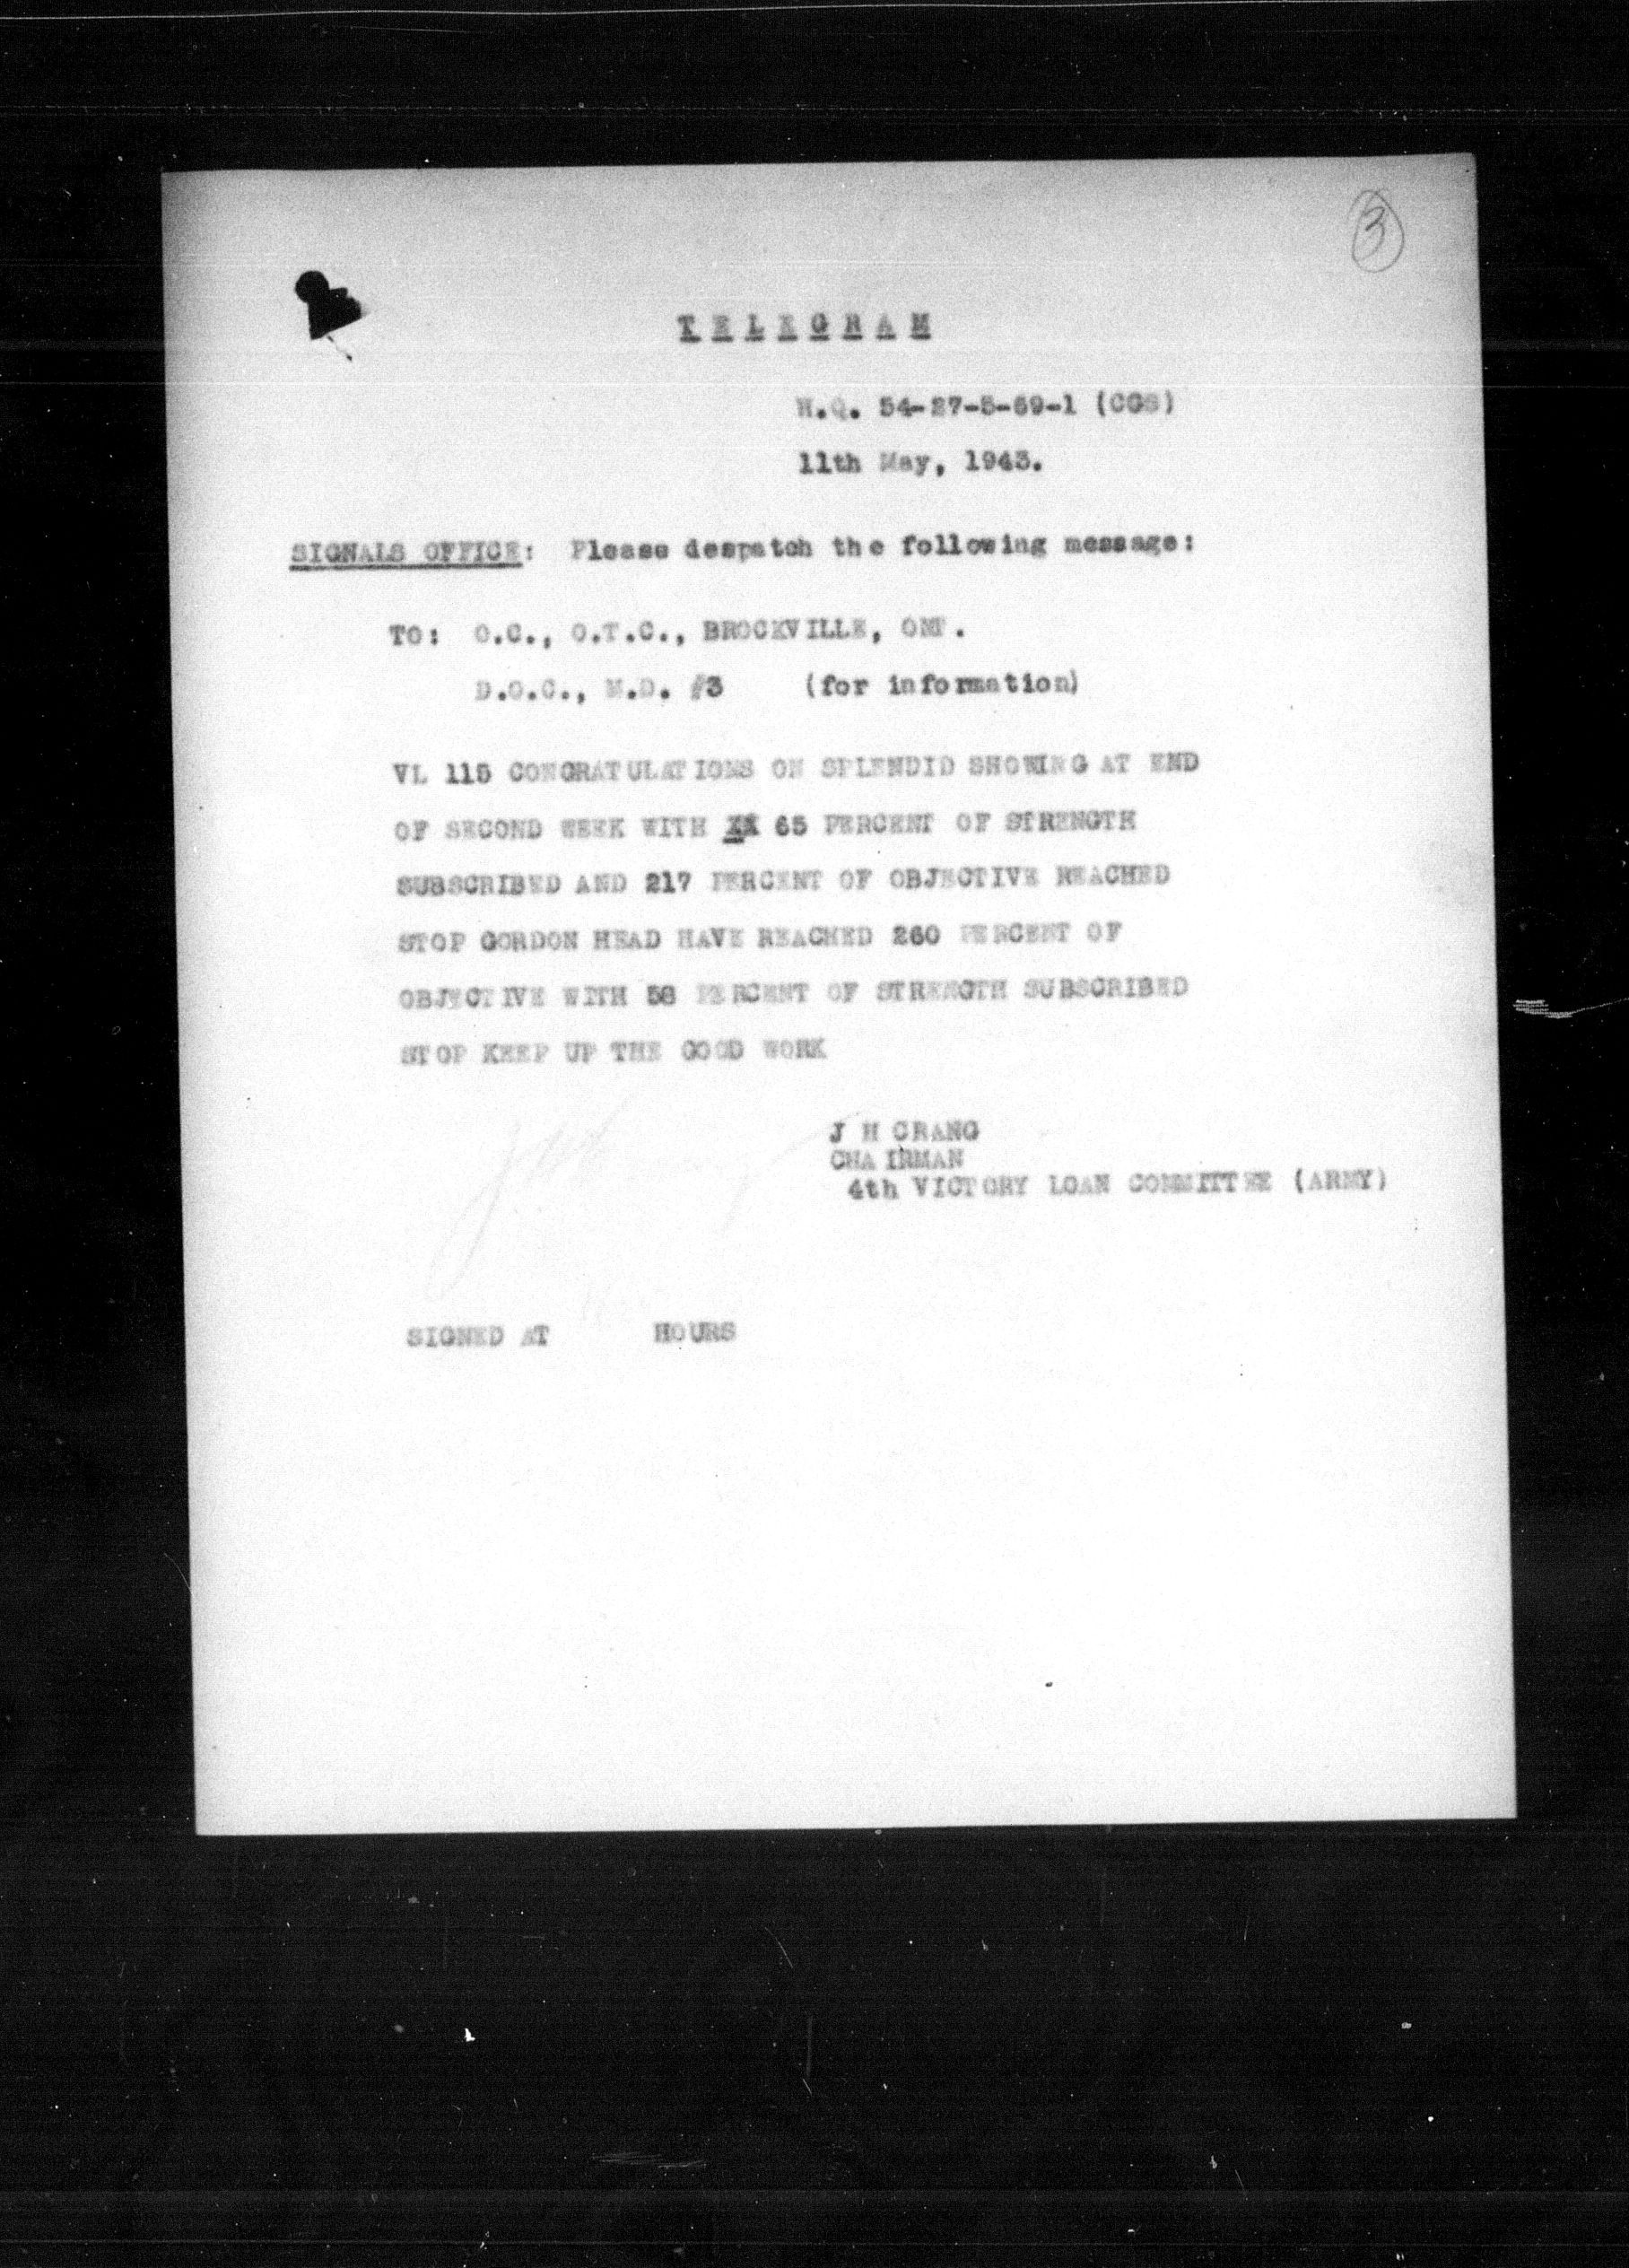 3
TELEGRAM
H.Q. 54-27-5-69-1 (CGS)
11th May, 1943.
SIGNALS OFFICE: Please despatch the following message:
TO: O.C., O.T.C., BROCKVILLE, ONT.
D.O.C., M.D. #3 (for information)
VL 115 CONGRATULATIONS ON SPLENDID SHOWING AT END
OF SECOND WEEK WITH XX 65 PERCENT OF STRENGTH
SUBSCRIBED AND 217 PERCENT OF OBJECTIVE REACHED
STOP GORDON HEAD HAVE REACHED 260 PERCENT OF
OBJECTIVE WITH 58 PERCENT OF STRENGTH SUBSCRIBED
STOP KEEP UP THE GOOD WORK
J H CRANG
CHAIRMAN
4th VICTORY LOAN COMMITTEE (ARMY)
SIGNED AT HOURS